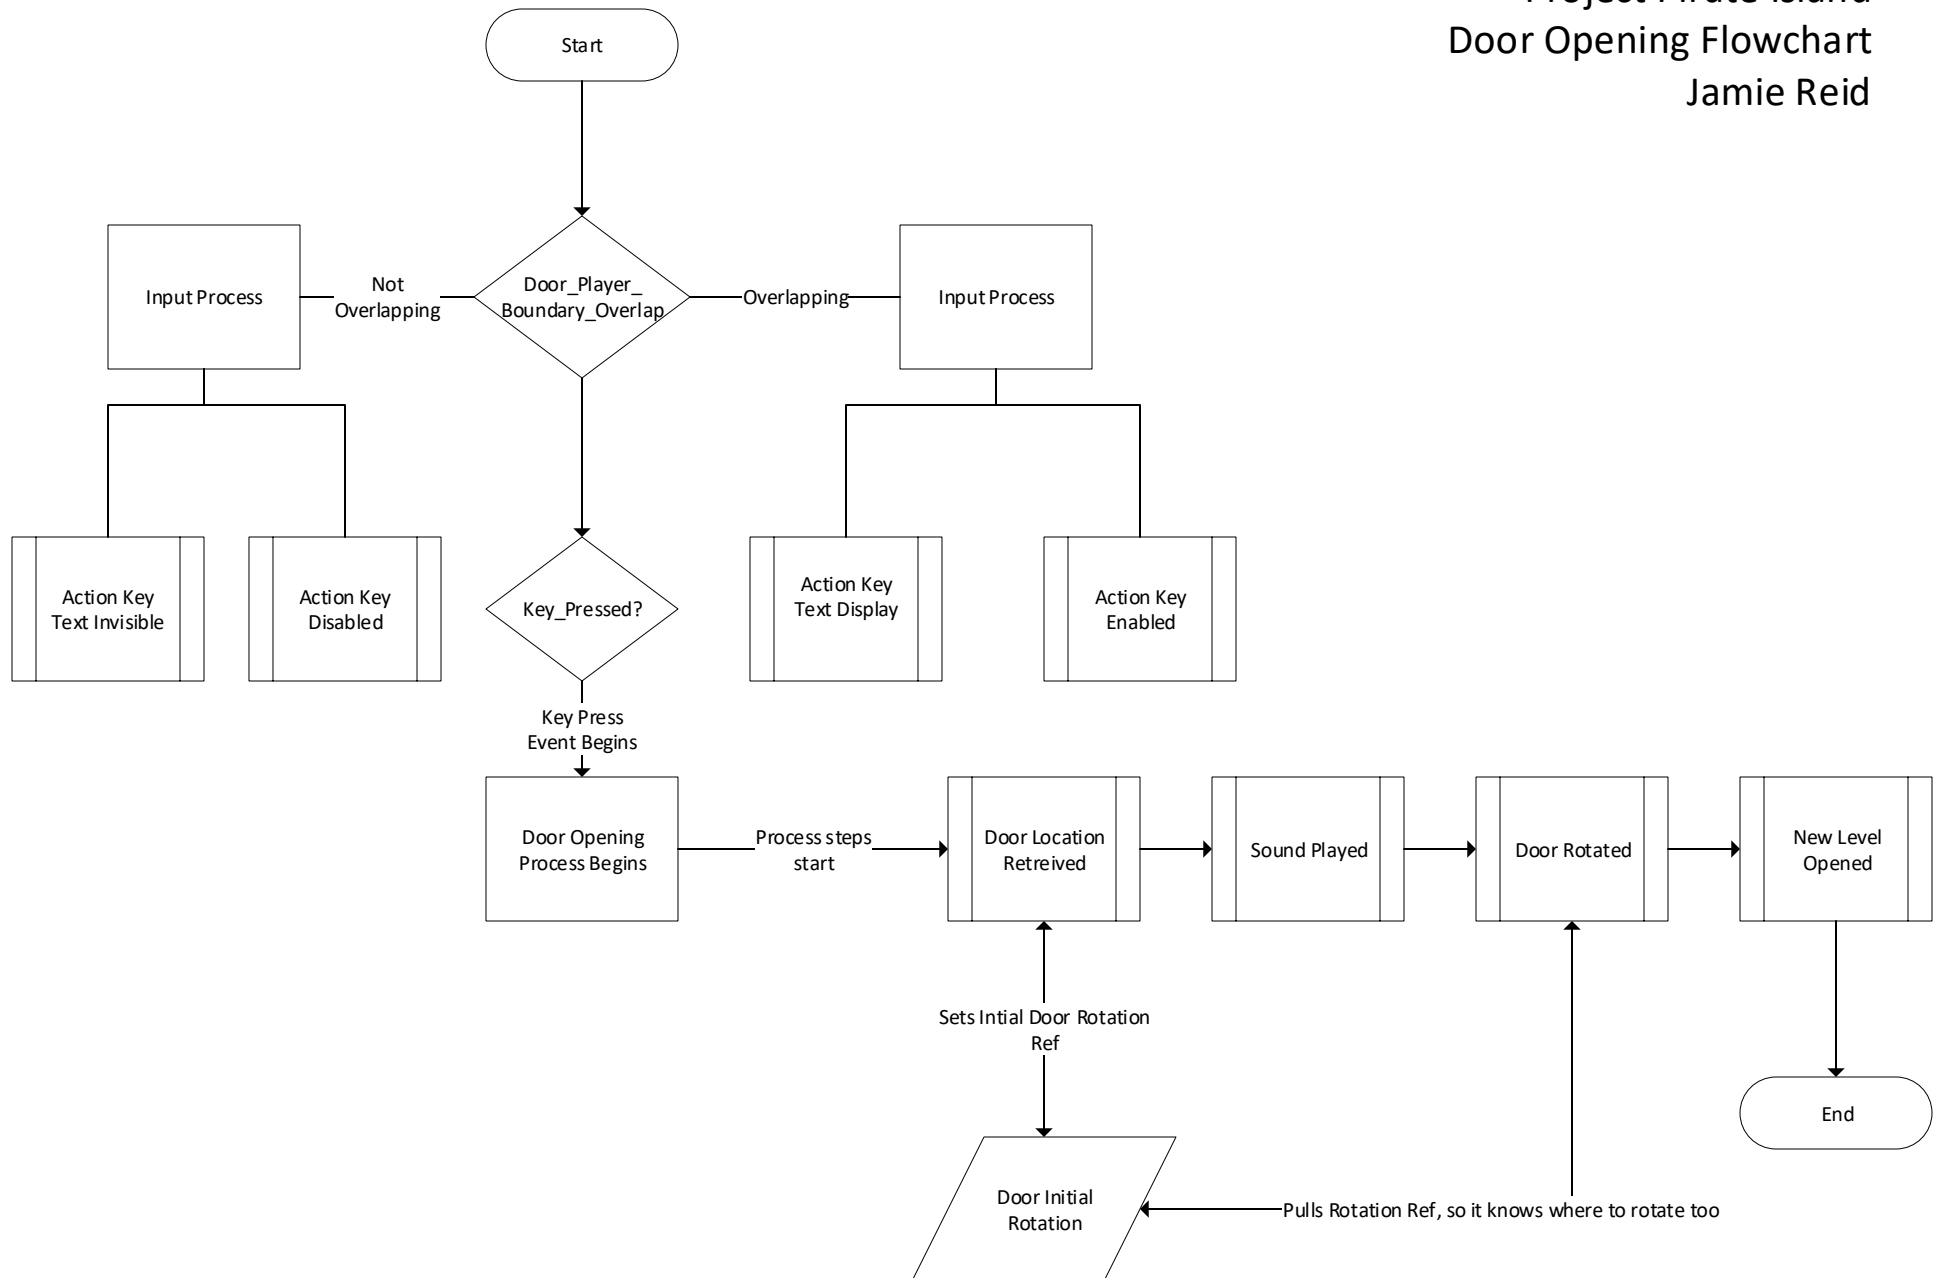 Project Pirate Island
Door Opening Flowchart
Jamie Reid
Start
Input Process
Not
Overlapping
Door_Player_
Boundary_Overlap
Overlapping
Input Process
Action Key
Text Invisible
Action Key
Disabled
Key_Pressed?
Action Key
Text Display
Action Key
Enabled
Key Press
Event Begins
Door Opening
Process Begins
Process steps
start
Door Location
Retreived
Sound Played
Door Rotated
New Level
Opened
Sets Intial Door Rotation
Ref
End
Door Initial
Rotation
Pulls Rotation Ref, so it knows where to rotate too